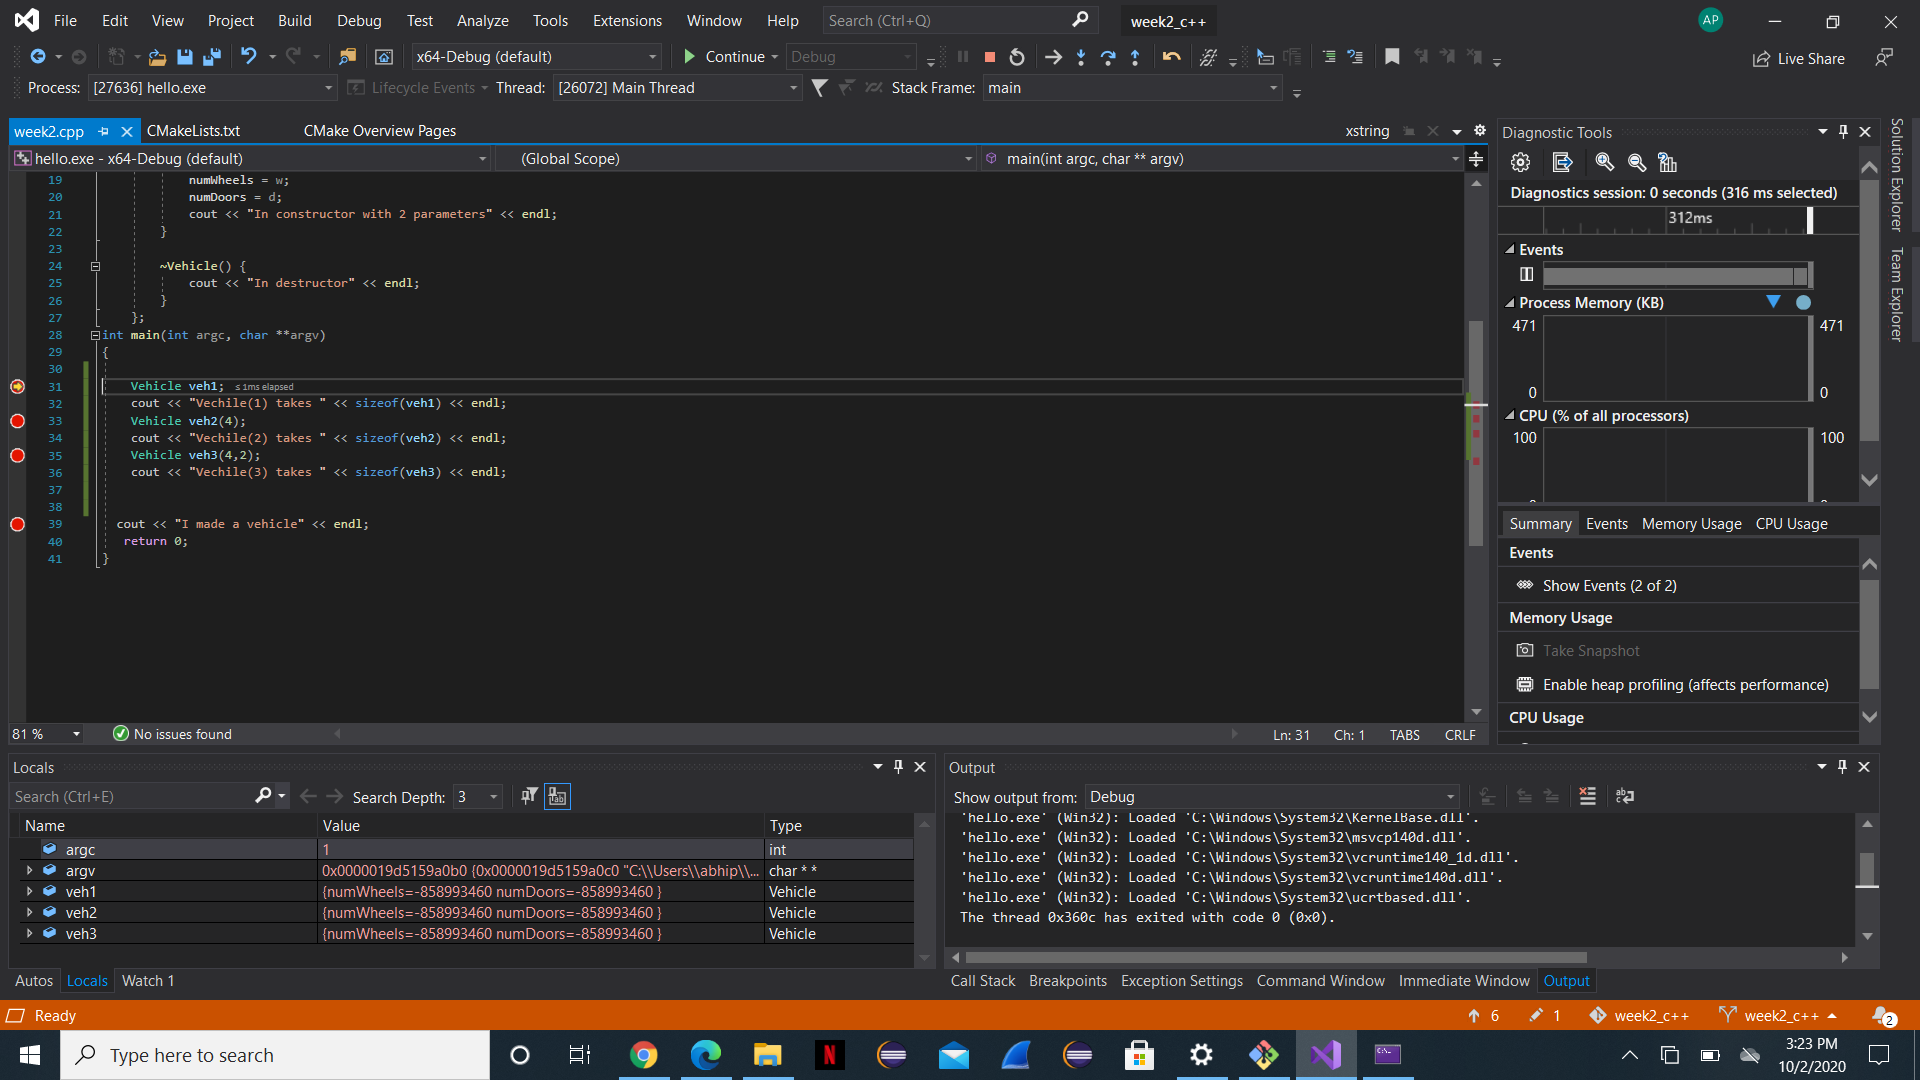 File Edit View Project Build Debug Test Analyze Tools Extensions Window Help Search (Ctrl+Q) week2_c++ AP
x64-Debug (default) Continue Debug Live Share
Process: [27636] hello.exe Lifecycle Events Thread: [26072] Main Thread Stack Frame: main
week2.cpp CMakeLists.txt CMake Overview Pages xstring
hello.exe - x64-Debug (default) (Global Scope) main(int argc, char ** argv)
19 numWheels = w;
20 numDoors = d;
21 cout << "In constructor with 2 parameters" << endl;
22 }
23
24 ~Vehicle() {
25 cout << "In destructor" << endl;
26 }
27 };
28 int main(int argc, char **argv)
29 {
30
31 Vehicle veh1; ≤ 1ms elapsed
32 cout << "Vechile(1) takes " << sizeof(veh1) << endl;
33 Vehicle veh2(4);
34 cout << "Vechile(2) takes " << sizeof(veh2) << endl;
35 Vehicle veh3(4,2);
36 cout << "Vechile(3) takes " << sizeof(veh3) << endl;
37
38
39 cout << "I made a vehicle" << endl;
40 return 0;
41 }
81 % No issues found Ln: 31 Ch: 1 TABS CRLF
Diagnostic Tools
Diagnostics session: 0 seconds (316 ms selected)
312ms
Events
Process Memory (KB)
471 471
0 0
CPU (% of all processors)
100 100
Summary Events Memory Usage CPU Usage
Events
Show Events (2 of 2)
Memory Usage
Take Snapshot
Enable heap profiling (affects performance)
CPU Usage
Solution Explorer
Team Explorer
Locals
Search (Ctrl+E) Search Depth: 3
Name Value Type
argc 1 int
argv 0x0000019d5159a0b0 {0x0000019d5159a0c0 "C:\\Users\\abhip\\... char * *
veh1 {numWheels=-858993460 numDoors=-858993460 } Vehicle
veh2 {numWheels=-858993460 numDoors=-858993460 } Vehicle
veh3 {numWheels=-858993460 numDoors=-858993460 } Vehicle
Autos Locals Watch 1
Output
Show output from: Debug
'hello.exe' (Win32): Loaded 'C:\Windows\System32\KernelBase.dll'.
'hello.exe' (Win32): Loaded 'C:\Windows\System32\msvcp140d.dll'.
'hello.exe' (Win32): Loaded 'C:\Windows\System32\vcruntime140_1d.dll'.
'hello.exe' (Win32): Loaded 'C:\Windows\System32\vcruntime140d.dll'.
'hello.exe' (Win32): Loaded 'C:\Windows\System32\ucrtbased.dll'.
The thread 0x360c has exited with code 0 (0x0).
Call Stack Breakpoints Exception Settings Command Window Immediate Window Output
Ready 6 1 week2_c++ week2_c++ 2
Type here to search
3:23 PM
10/2/2020